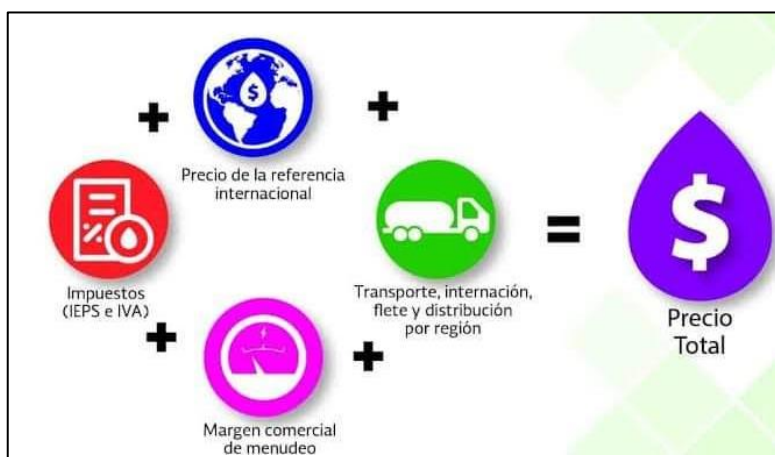 +
$
+
Precio de la referencia
internacional
%
Impuestos
(IEPS e IVA)
Transporte, internación,
flete y distribución
por región
=
$
Precio
Total
+
+
Margen comercial
de menudeo